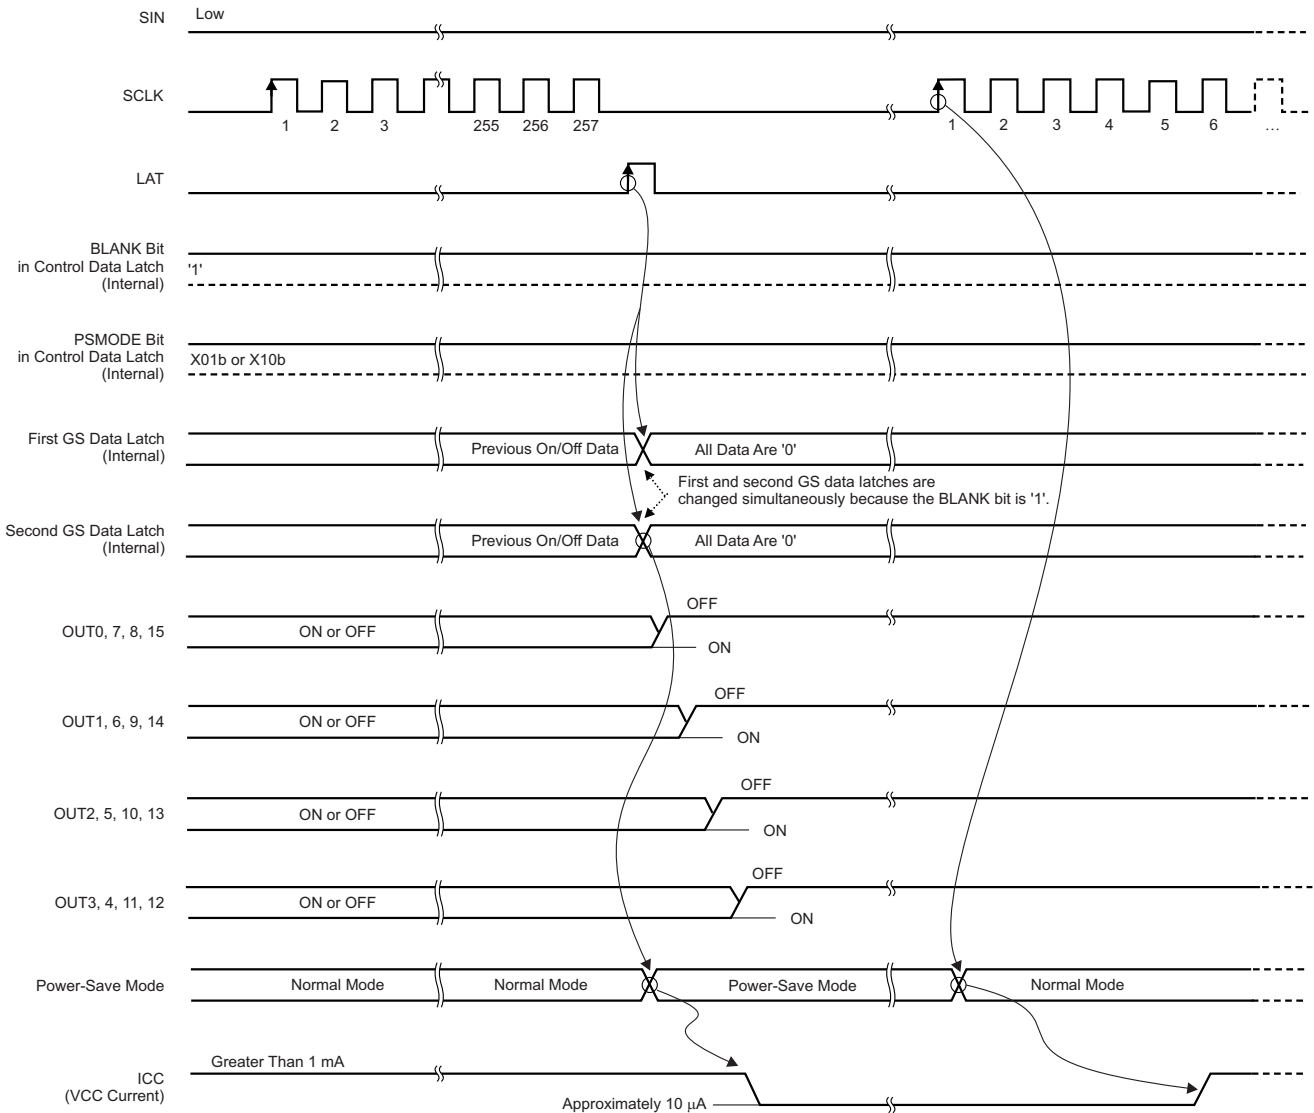 SIN
Low
SCLK
1 2 3 255 256 257 1 2 3 4 5 6 ...
LAT
BLANK Bit
in Control Data Latch
(Internal)
'1'
PSMODE Bit
in Control Data Latch
(Internal)
X01b or X10b
First GS Data Latch
(Internal)
Previous On/Off Data
All Data Are '0'
First and second GS data latches are
changed simultaneously because the BLANK bit is '1'.
Second GS Data Latch
(Internal)
Previous On/Off Data
All Data Are '0'
OUT0, 7, 8, 15
ON or OFF
OFF
ON
OUT1, 6, 9, 14
ON or OFF
OFF
ON
OUT2, 5, 10, 13
ON or OFF
OFF
ON
OUT3, 4, 11, 12
ON or OFF
OFF
ON
Power-Save Mode
Normal Mode
Normal Mode
Power-Save Mode
Normal Mode
ICC
(VCC Current)
Greater Than 1 mA
Approximately 10 μA